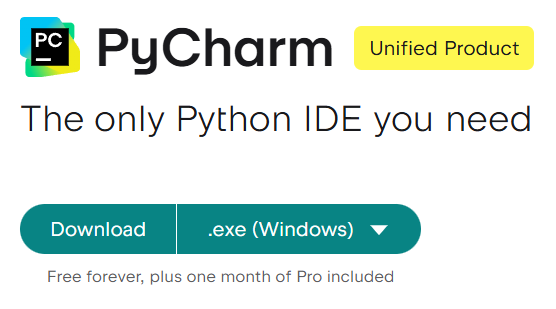 PC
PyCharm
Unified Product
The only Python IDE you need
Download
.exe (Windows)
Free forever, plus one month of Pro included